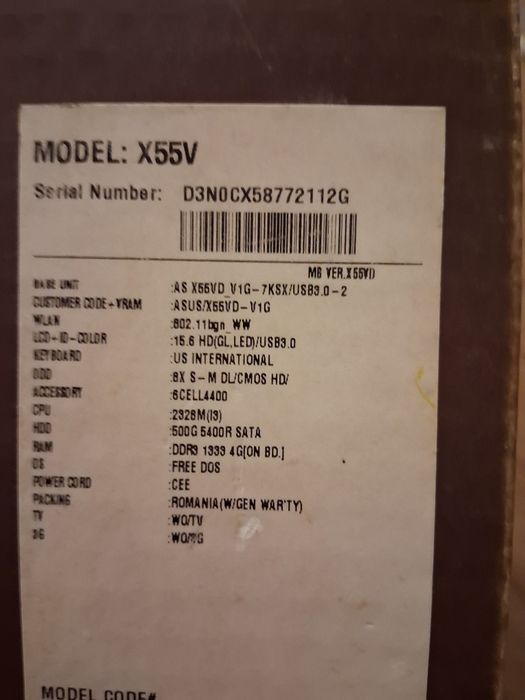 MODEL: X55V
Serial Number: D3N0CX58772112G
MB VER.X55VD
BASE UNIT :AS X55VD_V1G-7KSX/USB3.0-2
CUSTOMER CODE+VRAM :ASUS/X55VD-V1G
WLAN :802.11bgn_WW
LCD-ID-COLOR :15.6 HD(GL,LED)/USB3.0
KEYBOARD :US INTERNATIONAL
ODD :8X S-M DL/CMOS HD/
ACCESSORY :6CELL4400
CPU :2328M(I3)
HDD :500G 5400R SATA
RAM :DDR3 1333 4G[ON BD.]
OS :FREE DOS
POWER CORD :CEE
PACKING :ROMANIA(W/GEN WAR'TY)
TV :WO/TV
3G :WO/3G
MODEL CODE#